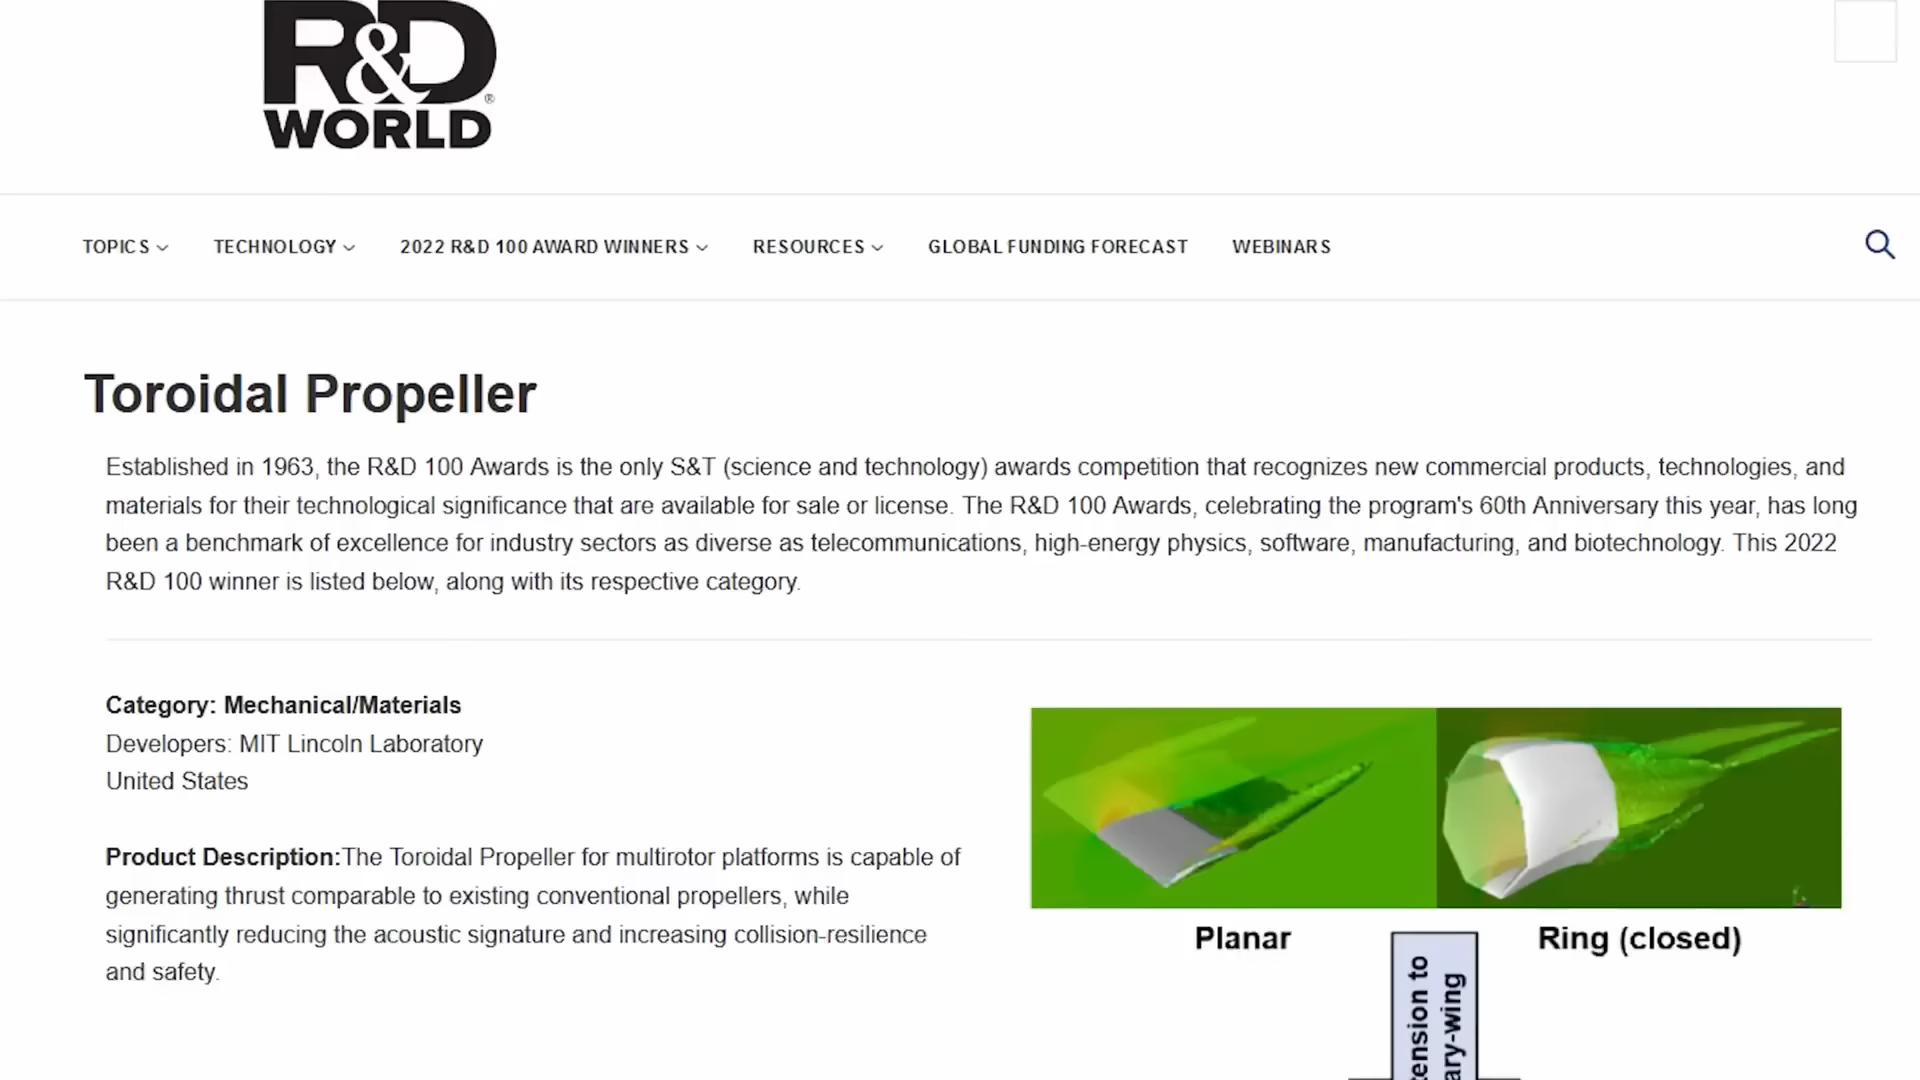 R&D
WORLD®
TOPICS TECHNOLOGY 2022 R&D 100 AWARD WINNERS RESOURCES GLOBAL FUNDING FORECAST WEBINARS
Toroidal Propeller
Established in 1963, the R&D 100 Awards is the only S&T (science and technology) awards competition that recognizes new commercial products, technologies, and
materials for their technological significance that are available for sale or license. The R&D 100 Awards, celebrating the program's 60th Anniversary this year, has long
been a benchmark of excellence for industry sectors as diverse as telecommunications, high-energy physics, software, manufacturing, and biotechnology. This 2022
R&D 100 winner is listed below, along with its respective category.
Category: Mechanical/Materials
Developers: MIT Lincoln Laboratory
United States
Product Description:The Toroidal Propeller for multirotor platforms is capable of
generating thrust comparable to existing conventional propellers, while
significantly reducing the acoustic signature and increasing collision-resilience
and safety.
Planar
Ring (closed)
tension to
ary-wing